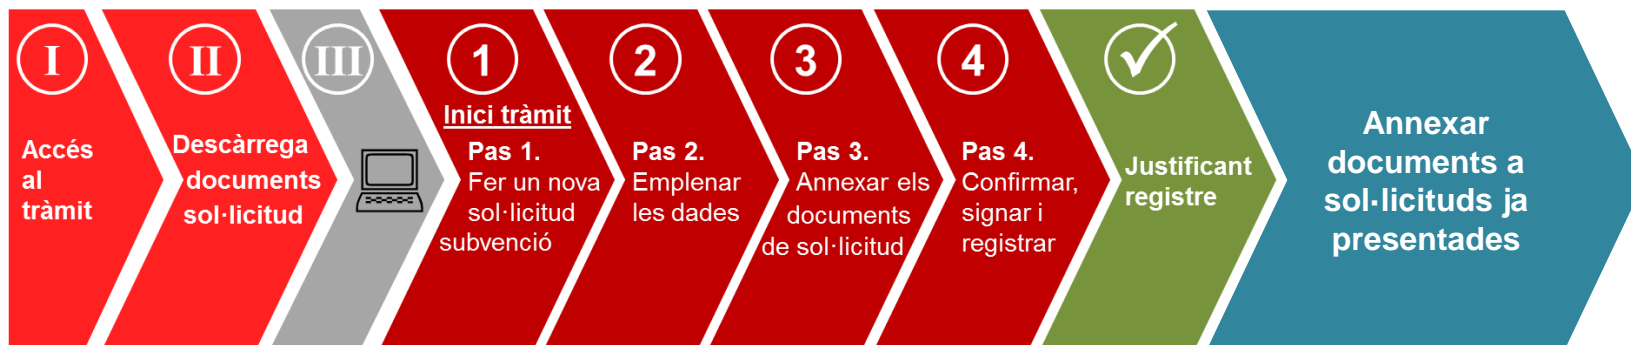 I
Accés
al
tràmit
II
Descàrrega
documents
sol·licitud
III
1
Inici tràmit
Pas 1.
Fer un nova
sol·licitud
subvenció
2
Pas 2.
Emplenar
les dades
3
Pas 3.
Annexar els
documents
de sol·licitud
4
Pas 4.
Confirmar,
signar i
registrar
Justificant
registre
Annexar
documents a
sol·licituds ja
presentades